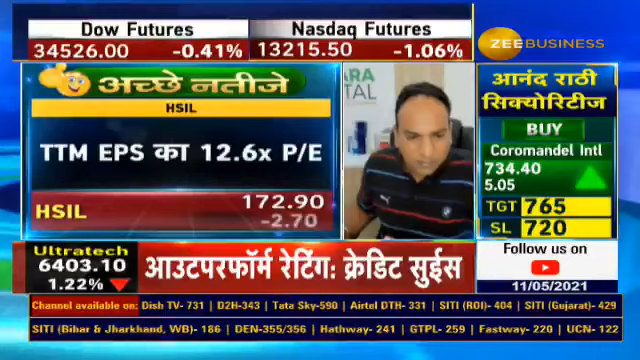 Dow Futures
34526.00 -0.41%
Nasdaq Futures
13215.50 -1.06%
ZEE BUSINESS
अच्छे नतीजे
HSIL
TTM EPS का 12.6x P/E
HSIL 172.90
-2.70
ARA
TAL
आनंद राठी
सिक्योरिटीज
BUY
Coromandel Intl
734.40
5.05
TGT 765
SL 720
Ultratech
6403.10
1.22%
आउटपरफॉर्म रेटिंग: क्रेडिट सुईस
Follow us on
11/05/2021
Channel available on: Dish TV- 731 | D2H-343 | Tata Sky-590 | Airtel DTH- 331 | SITI (ROI)- 404 | SITI (Gujarat)- 429
SITI (Bihar & Jharkhand, WB)- 186 | DEN-355/356 | Hathway- 241 | GTPL- 259 | Fastway- 220 | UCN- 122